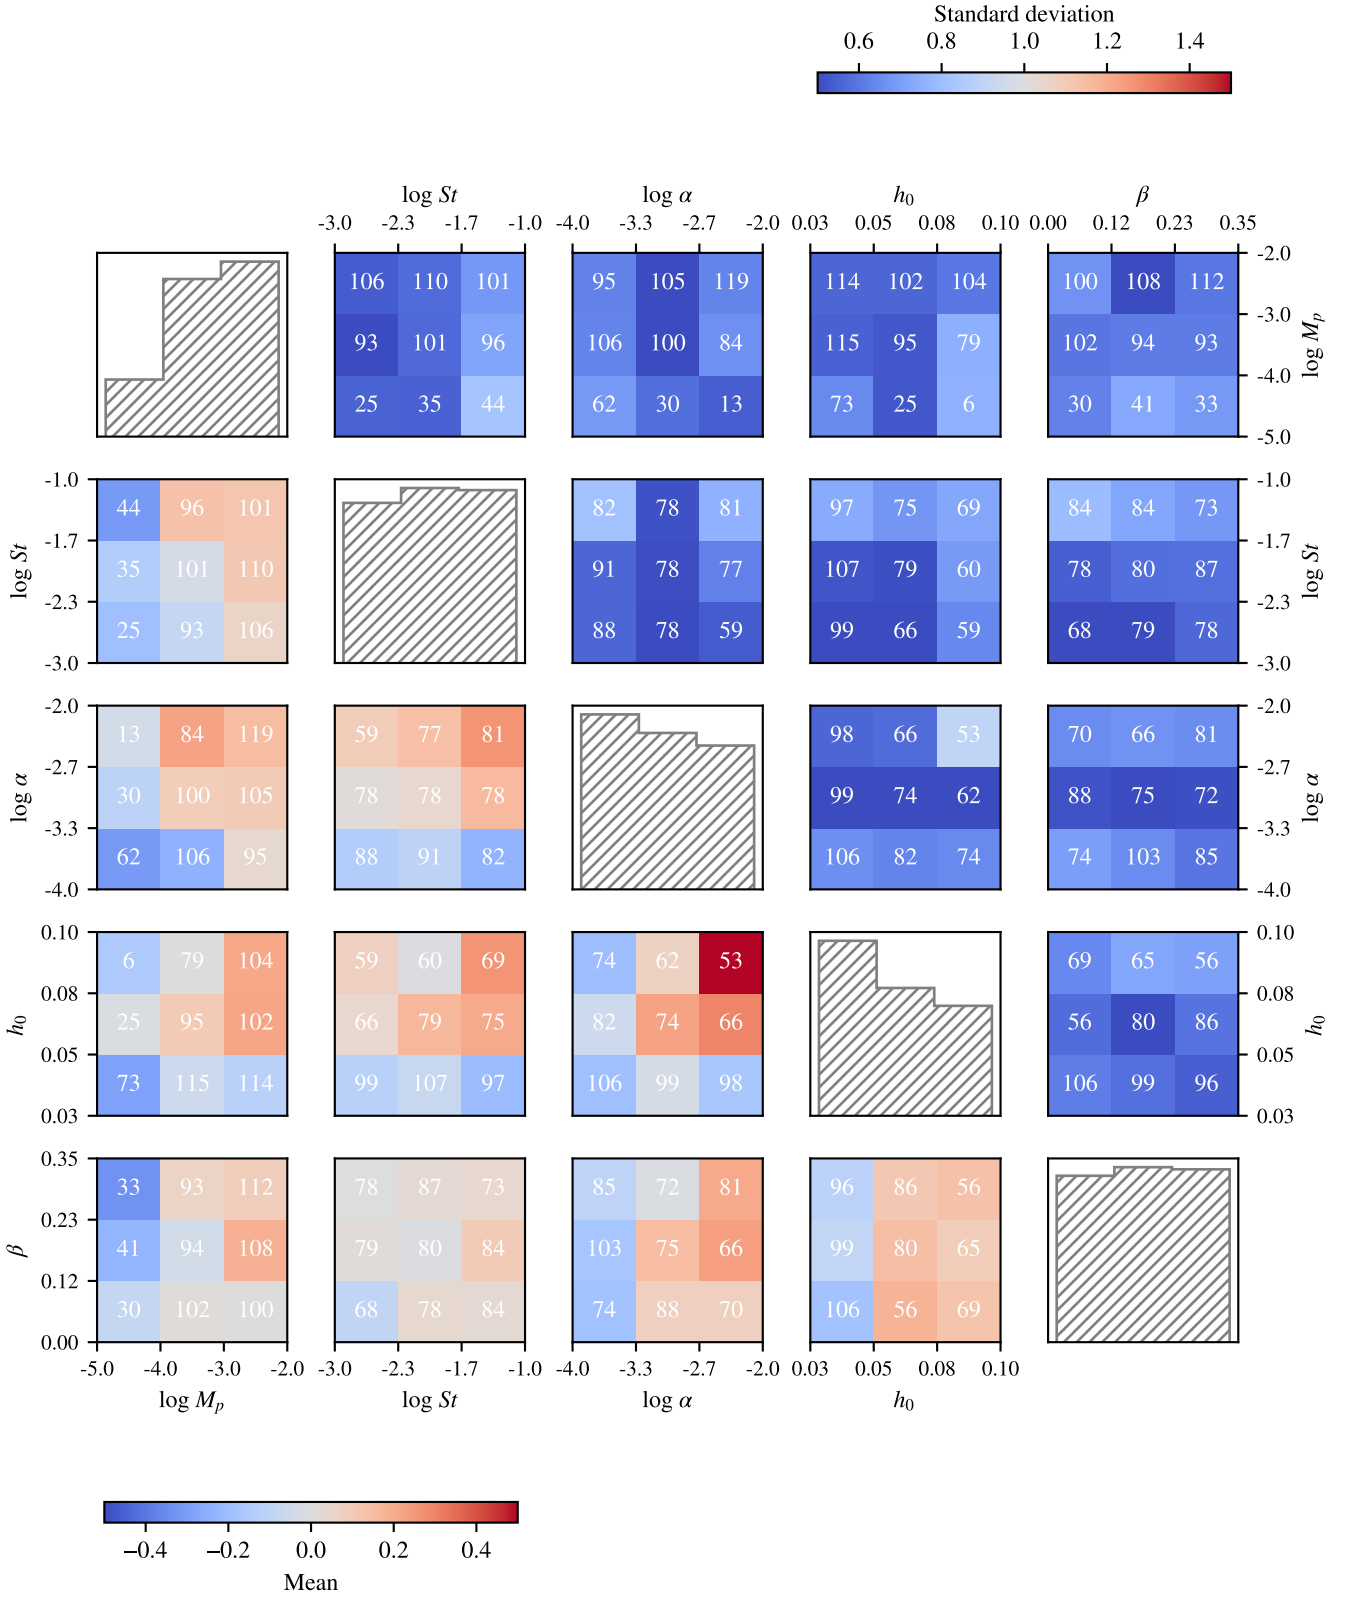 Standard deviation
0.6 0.8 1.0 1.2 1.4
log St log α h0 β
-3.0 -2.3 -1.7 -1.0 -4.0 -3.3 -2.7 -2.0 0.03 0.05 0.08 0.10 0.00 0.12 0.23 0.35
106 110 101 95 105 119 114 102 104 100 108 112 -2.0
93 101 96 106 100 84 115 95 79 102 94 93 -3.0
log Mp
25 35 44 62 30 13 73 25 6 30 41 33 -4.0
-5.0
-1.0 44 96 101 82 78 81 97 75 69 84 84 73 -1.0
-1.7 35 101 110 91 78 77 107 79 60 78 80 87 -1.7
log St log St
-2.3 25 93 106 88 78 59 99 66 59 68 79 78 -2.3
-3.0 -3.0
-2.0 13 84 119 59 77 81 98 66 53 70 66 81 -2.0
-2.7 30 100 105 78 78 78 99 74 62 88 75 72 -2.7
log α log α
-3.3 62 106 95 88 91 82 106 82 74 74 103 85 -3.3
-4.0 -4.0
0.10 6 79 104 59 60 69 74 62 53 69 65 56 0.10
0.08 25 95 102 66 79 75 82 74 66 56 80 86 0.08
h0 h0
0.05 73 115 114 99 107 97 106 99 98 106 99 96 0.05
0.03 0.03
0.35 33 93 112 78 87 73 85 72 81 96 86 56
0.23 41 94 108 79 80 84 103 75 66 99 80 65
β
0.12 30 102 100 68 78 84 74 88 70 106 56 69
0.00
-5.0 -4.0 -3.0 -2.0 -3.0 -2.3 -1.7 -1.0 -4.0 -3.3 -2.7 -2.0 0.03 0.05 0.08 0.10
log Mp log St log α h0
−0.4 −0.2 0.0 0.2 0.4
Mean